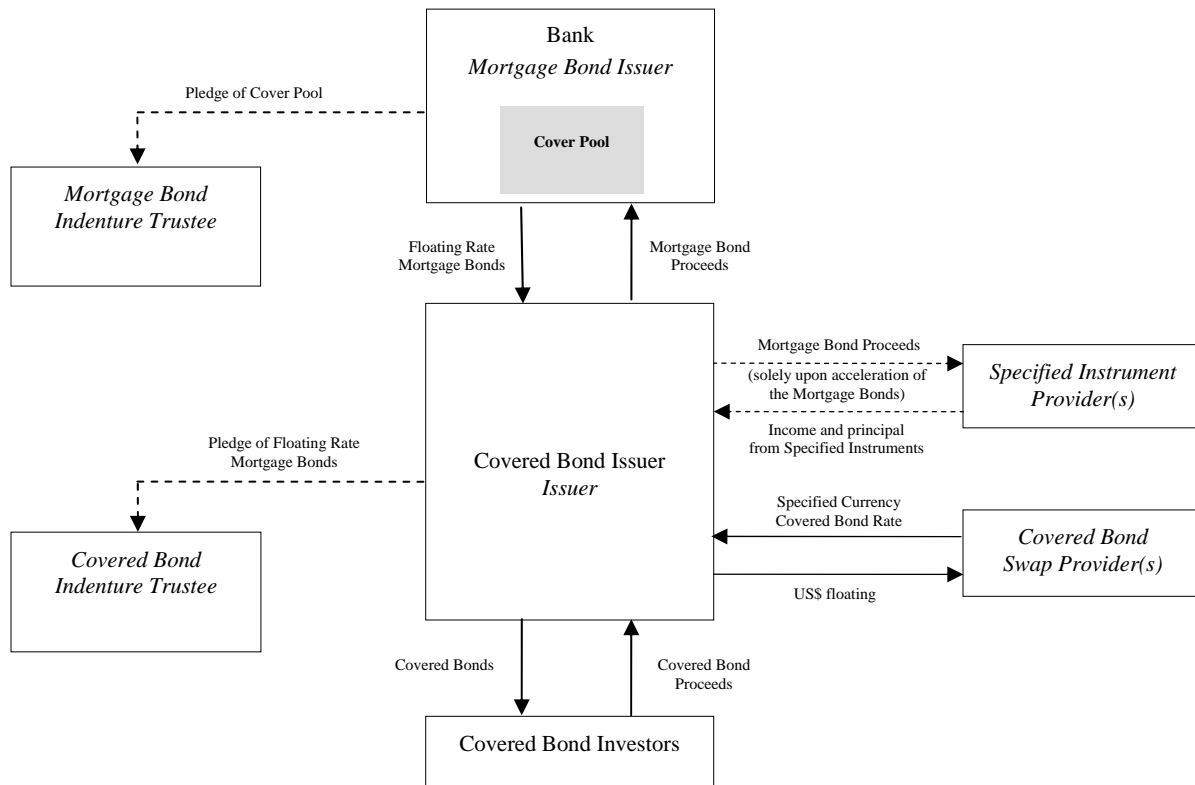 Bank
Mortgage Bond Issuer
Cover Pool
Pledge of Cover Pool
Mortgage Bond
Indenture Trustee
Floating Rate
Mortgage Bonds
Mortgage Bond
Proceeds
Mortgage Bond Proceeds
(solely upon acceleration of
the Mortgage Bonds)
Income and principal
from Specified Instruments
Specified Instrument
Provider(s)
Pledge of Floating Rate
Mortgage Bonds
Covered Bond Issuer
Issuer
Specified Currency
Covered Bond Rate
US$ floating
Covered Bond
Swap Provider(s)
Covered Bond
Indenture Trustee
Covered Bonds
Covered Bond
Proceeds
Covered Bond Investors